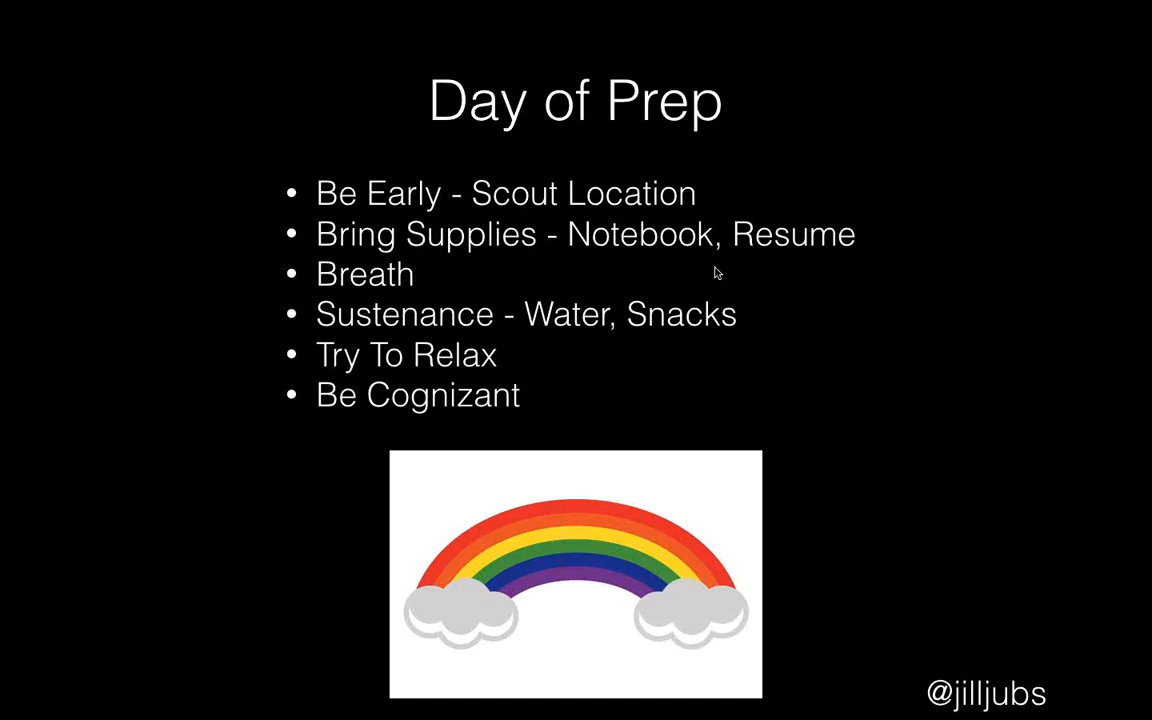 Day of Prep
• Be Early - Scout Location
• Bring Supplies - Notebook, Resume
• Breath
• Sustenance - Water, Snacks
• Try To Relax
• Be Cognizant
@jilljubs